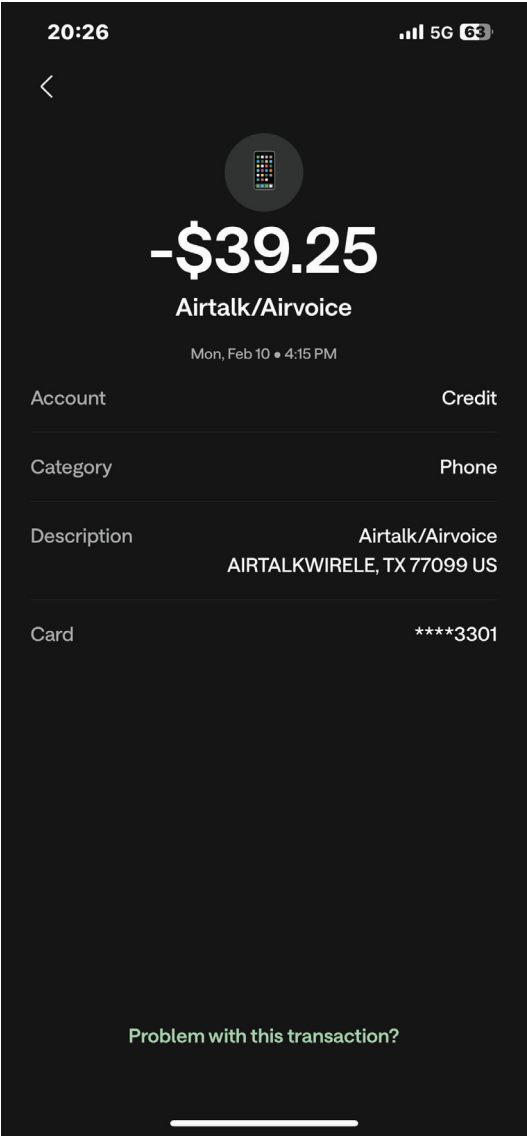 20:26 5G 63
-$39.25
Airtalk/Airvoice
Mon, Feb 10 • 4:15 PM
Account Credit
Category Phone
Description Airtalk/Airvoice
AIRTALKWIRELE, TX 77099 US
Card ****3301
Problem with this transaction?